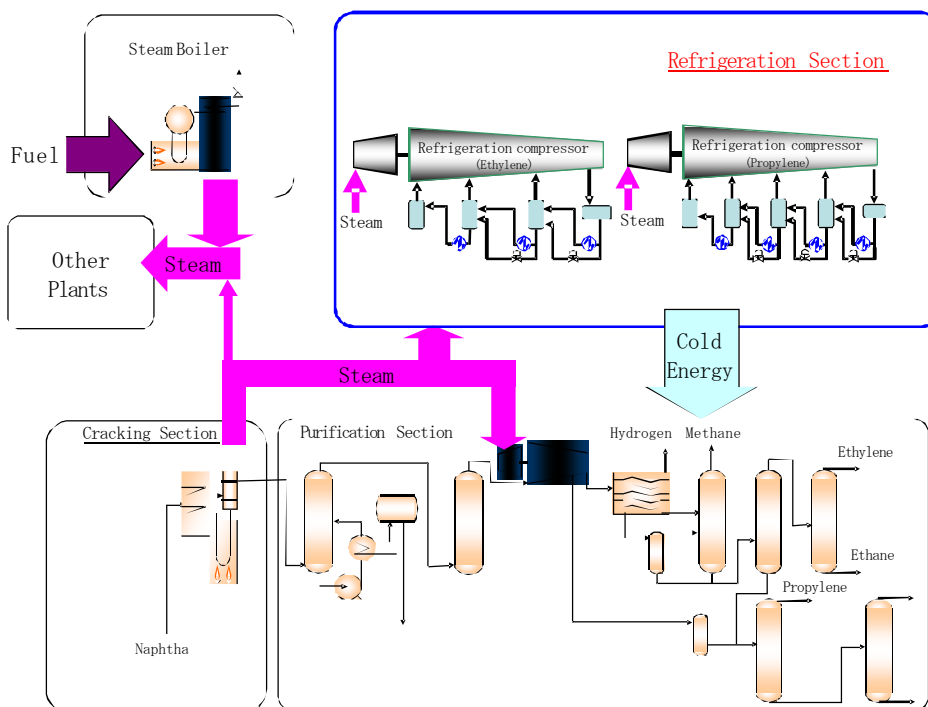 Steam Boiler
Refrigeration Section
Fuel
Refrigeration compressor
(Ethylene)
Refrigeration compressor
(Propylene)
Steam
Steam
Other
Plants
Steam
Cold
Energy
Steam
Cracking Section
Purification Section
Hydrogen
Methane
Ethylene
Ethane
Propylene
Naphtha